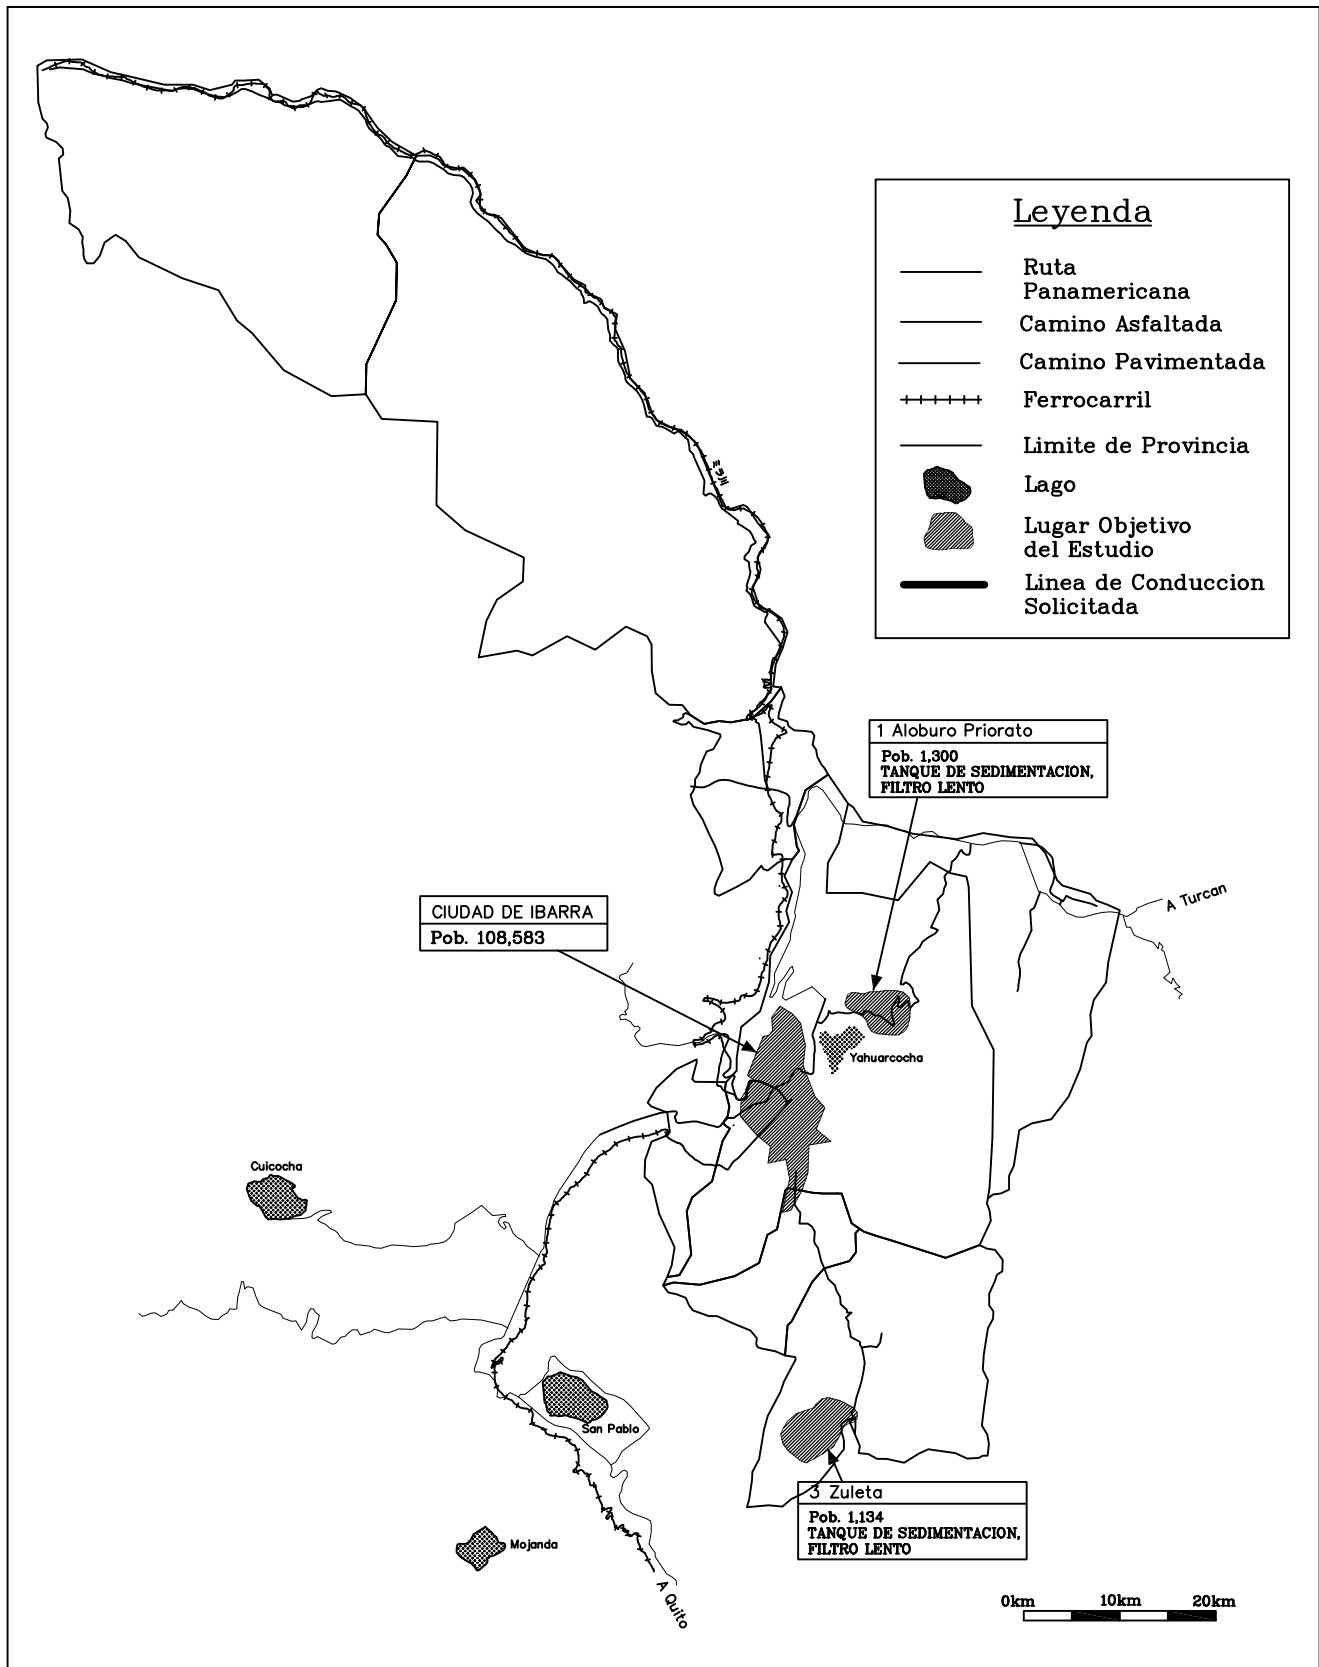 Leyenda
Ruta
Panamericana
Camino Asfaltada
Camino Pavimentada
Ferrocarril
Limite de Provincia
Lago
Lugar Objetivo
del Estudio
Linea de Conduccion
Solicitada
ミラ川
1 Aloburo Priorato
Pob. 1,300
TANQUE DE SEDIMENTACION,
FILTRO LENTO
A Turcan
CIUDAD DE IBARRA
Pob. 108,583
Yahuarcocha
Cuicocha
San Pablo
3 Zuleta
Pob. 1,134
TANQUE DE SEDIMENTACION,
FILTRO LENTO
Mojanda
A Quito
0km 10km 20km